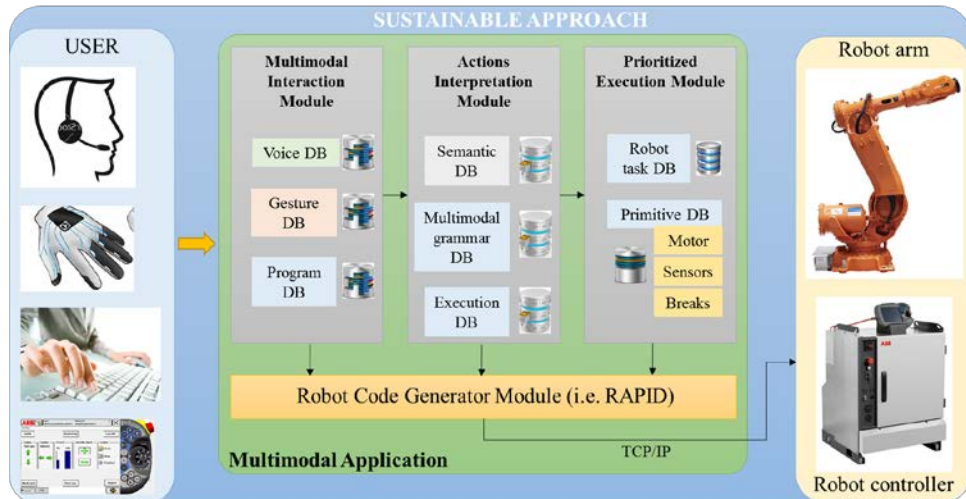 SUSTAINABLE APPROACH
USER
Multimodal
Interaction
Module
Voice DB
Gesture
DB
Program
DB
Actions
Interpretation
Module
Semantic
DB
Multimodal
grammar
DB
Execution
DB
Prioritized
Execution Module
Robot
task DB
Primitive DB
Motor
Sensors
Breaks
Robot Code Generator Module (i.e. RAPID)
Multimodal Application
TCP/IP
Robot arm
ABB
Robot controller
ABB